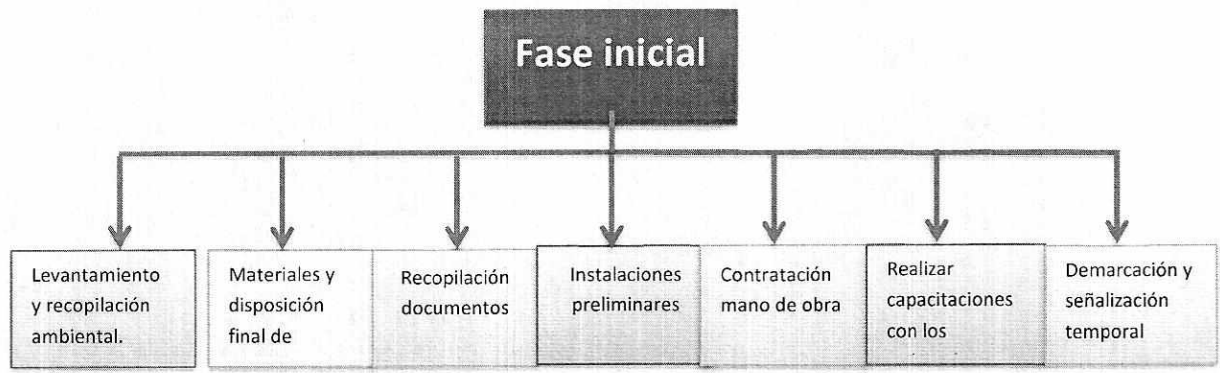 Fase inicial
Levantamiento
y recopilación
ambiental.
Materiales y
disposición
final de
Recopilación
documentos
Instalaciones
preliminares
Contratación
mano de obra
Realizar
capacitaciones
con los
Demarcación y
señalización
temporal